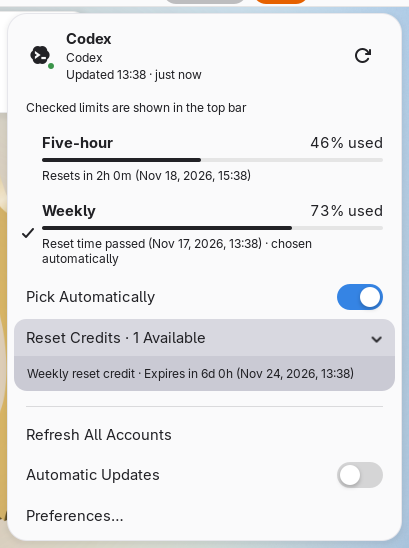 Codex
Codex
Updated 13:38 · just now
Checked limits are shown in the top bar
Five-hour 46% used
Resets in 2h 0m (Nov 18, 2026, 15:38)
Weekly 73% used
Reset time passed (Nov 17, 2026, 13:38) · chosen
automatically
Pick Automatically
Reset Credits · 1 Available
Weekly reset credit · Expires in 6d 0h (Nov 24, 2026, 13:38)
Refresh All Accounts
Automatic Updates
Preferences...